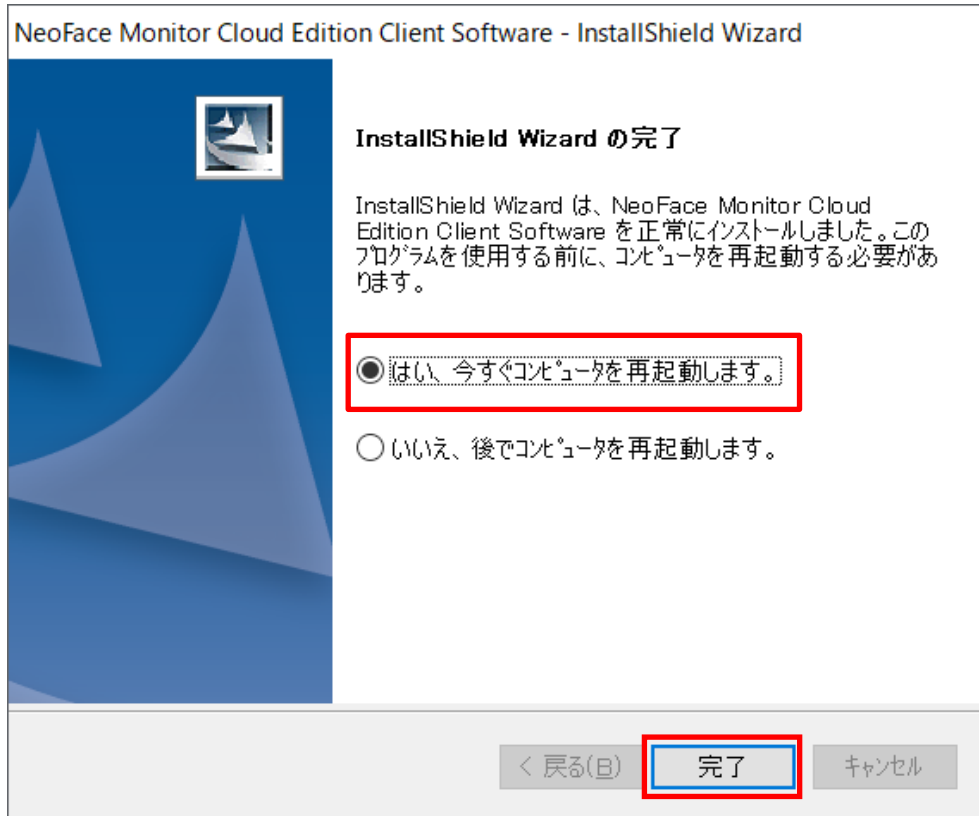 NeoFace Monitor Cloud Edition Client Software - InstallShield Wizard
InstallShield Wizard の完了
InstallShield Wizard は、NeoFace Monitor Cloud
Edition Client Software を正常にインストールしました。この
プログラムを使用する前に、コンピュータを再起動する必要があ
ります。
はい、今すぐコンピュータを再起動します。
いいえ、後でコンピュータを再起動します。
< 戻る(B)
完了
キャンセル